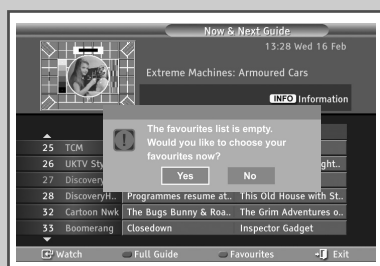 Now & Next Guide
13:28 Wed 16 Feb
Extreme Machines: Armoured Cars
INFO Information
The favourites list is empty.
Would you like to choose your
favourites now?
Yes No
25 TCM
26 UKTV Sty ght..
27 Discovery
28 DiscoveryH.. Programmes resume at.. This Old House with St..
32 Cartoon Nwk The Bugs Bunny & Roa.. The Grim Adventures o..
33 Boomerang Closedown Inspector Gadget
Watch Full Guide Favourites Exit